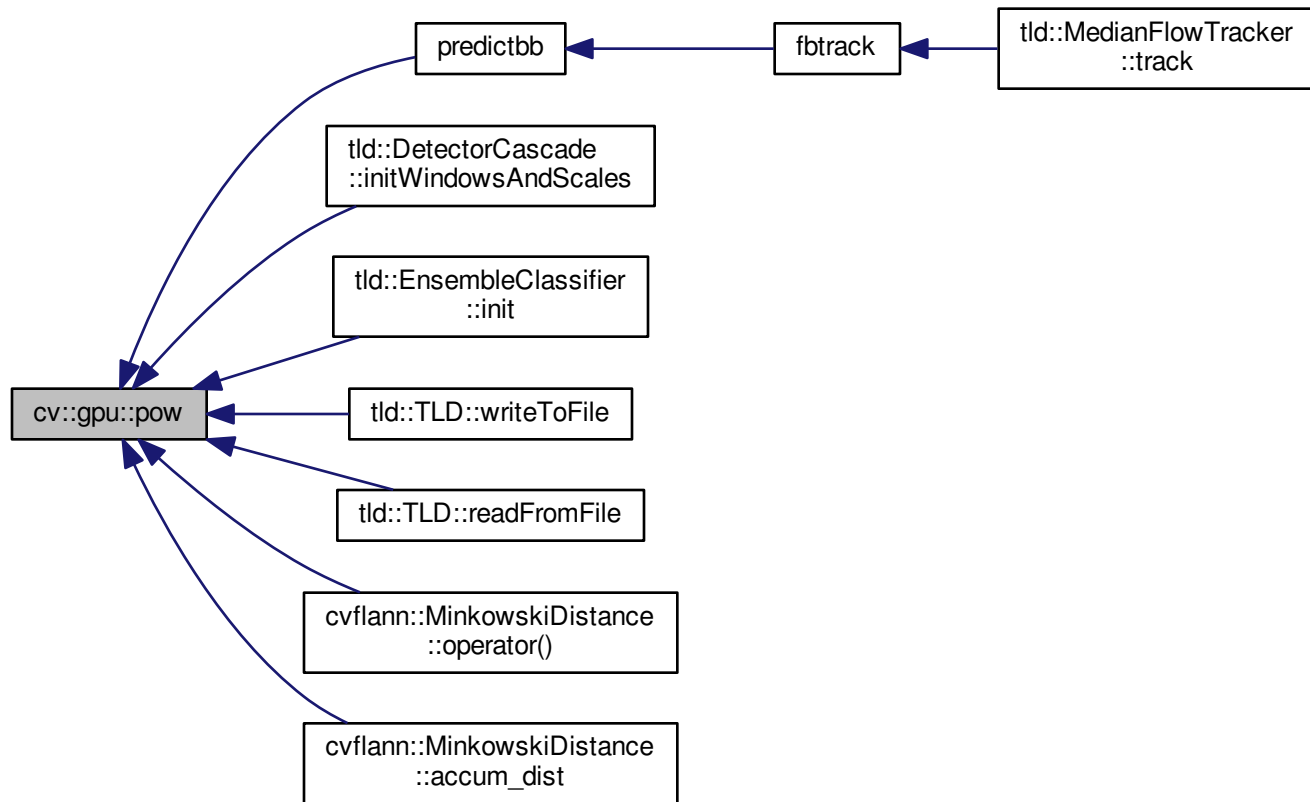 predictbb
fbtrack
tld::MedianFlowTracker
::track
tld::DetectorCascade
::initWindowsAndScales
tld::EnsembleClassifier
::init
cv::gpu::pow
tld::TLD::writeToFile
tld::TLD::readFromFile
cvflann::MinkowskiDistance
::operator()
cvflann::MinkowskiDistance
::accum_dist